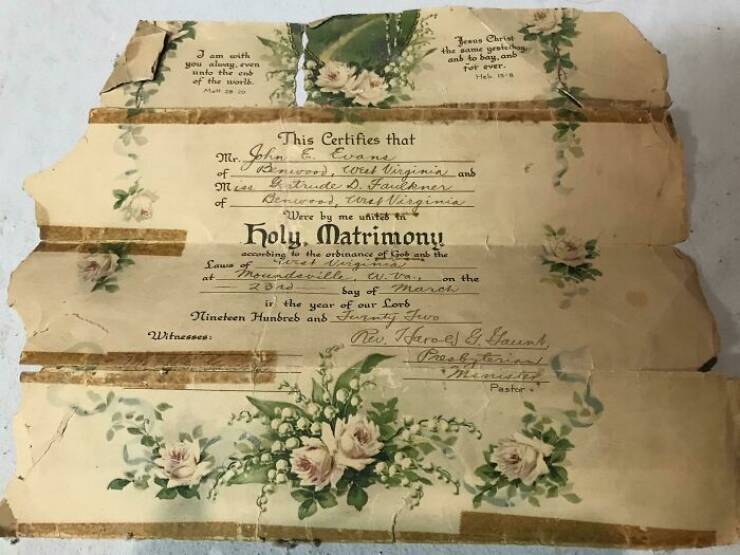 I am with
you alway, even
unto the end
of the world.
Matt 28 20
Jesus Christ
the same yesterday,
and to day, and
for ever.
Heb. 13-8
This Certifies that
Mr. John E. Evans
of Benwood, West Virginia and
Miss Gertrude D. Faulkner
of Benwood, West Virginia
Were by me united in
Holy Matrimony
according to the ordinance of God and the
Laws of West Virginia
at Moundsville, W. Va., on the
23rd day of March
in the year of our Lord
Nineteen Hundred and Twenty Two
Witnesses:
Rev. Harold G. Gaunt
Presbyterian
Minister
Pastor